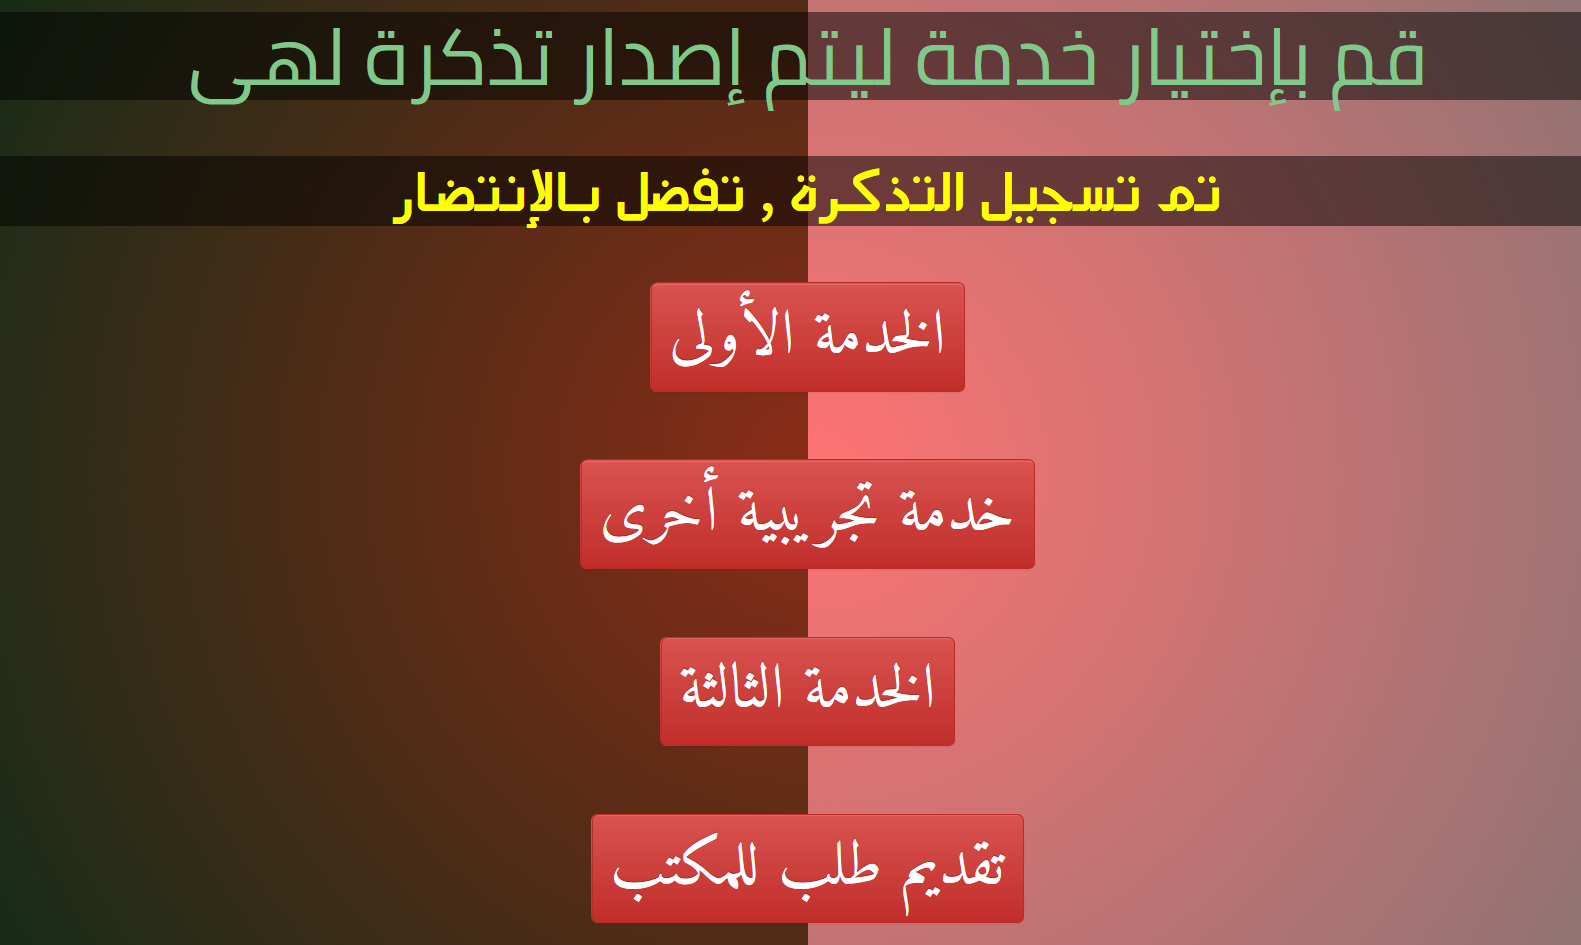 قم بإختيار خدمة ليتم إصدار تذكرة لهى
تم تسجيل التذكرة , تفضل بالإنتضار
الخدمة الأولى
خدمة تجريبية أخرى
الخدمة الثالثة
تقديم طلب للمكتب